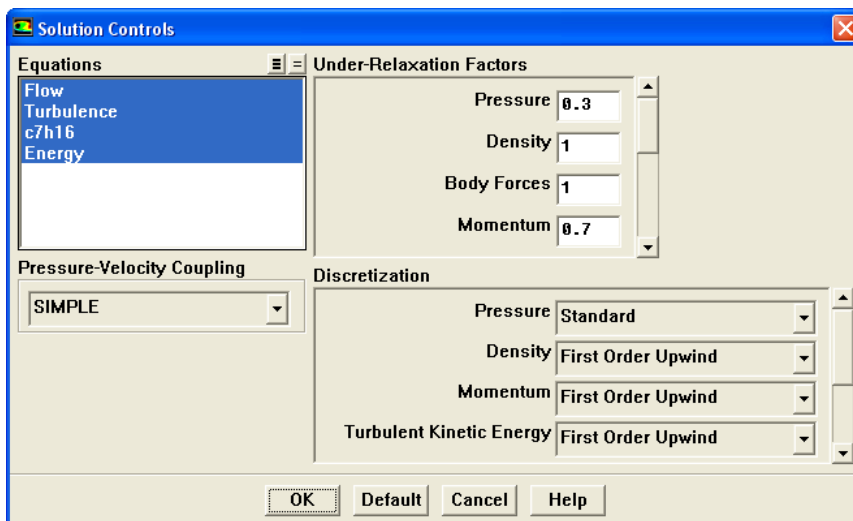 Solution Controls
Equations
Flow
Turbulence
c7h16
Energy
Under-Relaxation Factors
Pressure 0.3
Density 1
Body Forces 1
Momentum 0.7
Pressure-Velocity Coupling
SIMPLE
Discretization
Pressure Standard
Density First Order Upwind
Momentum First Order Upwind
Turbulent Kinetic Energy First Order Upwind
OK Default Cancel Help